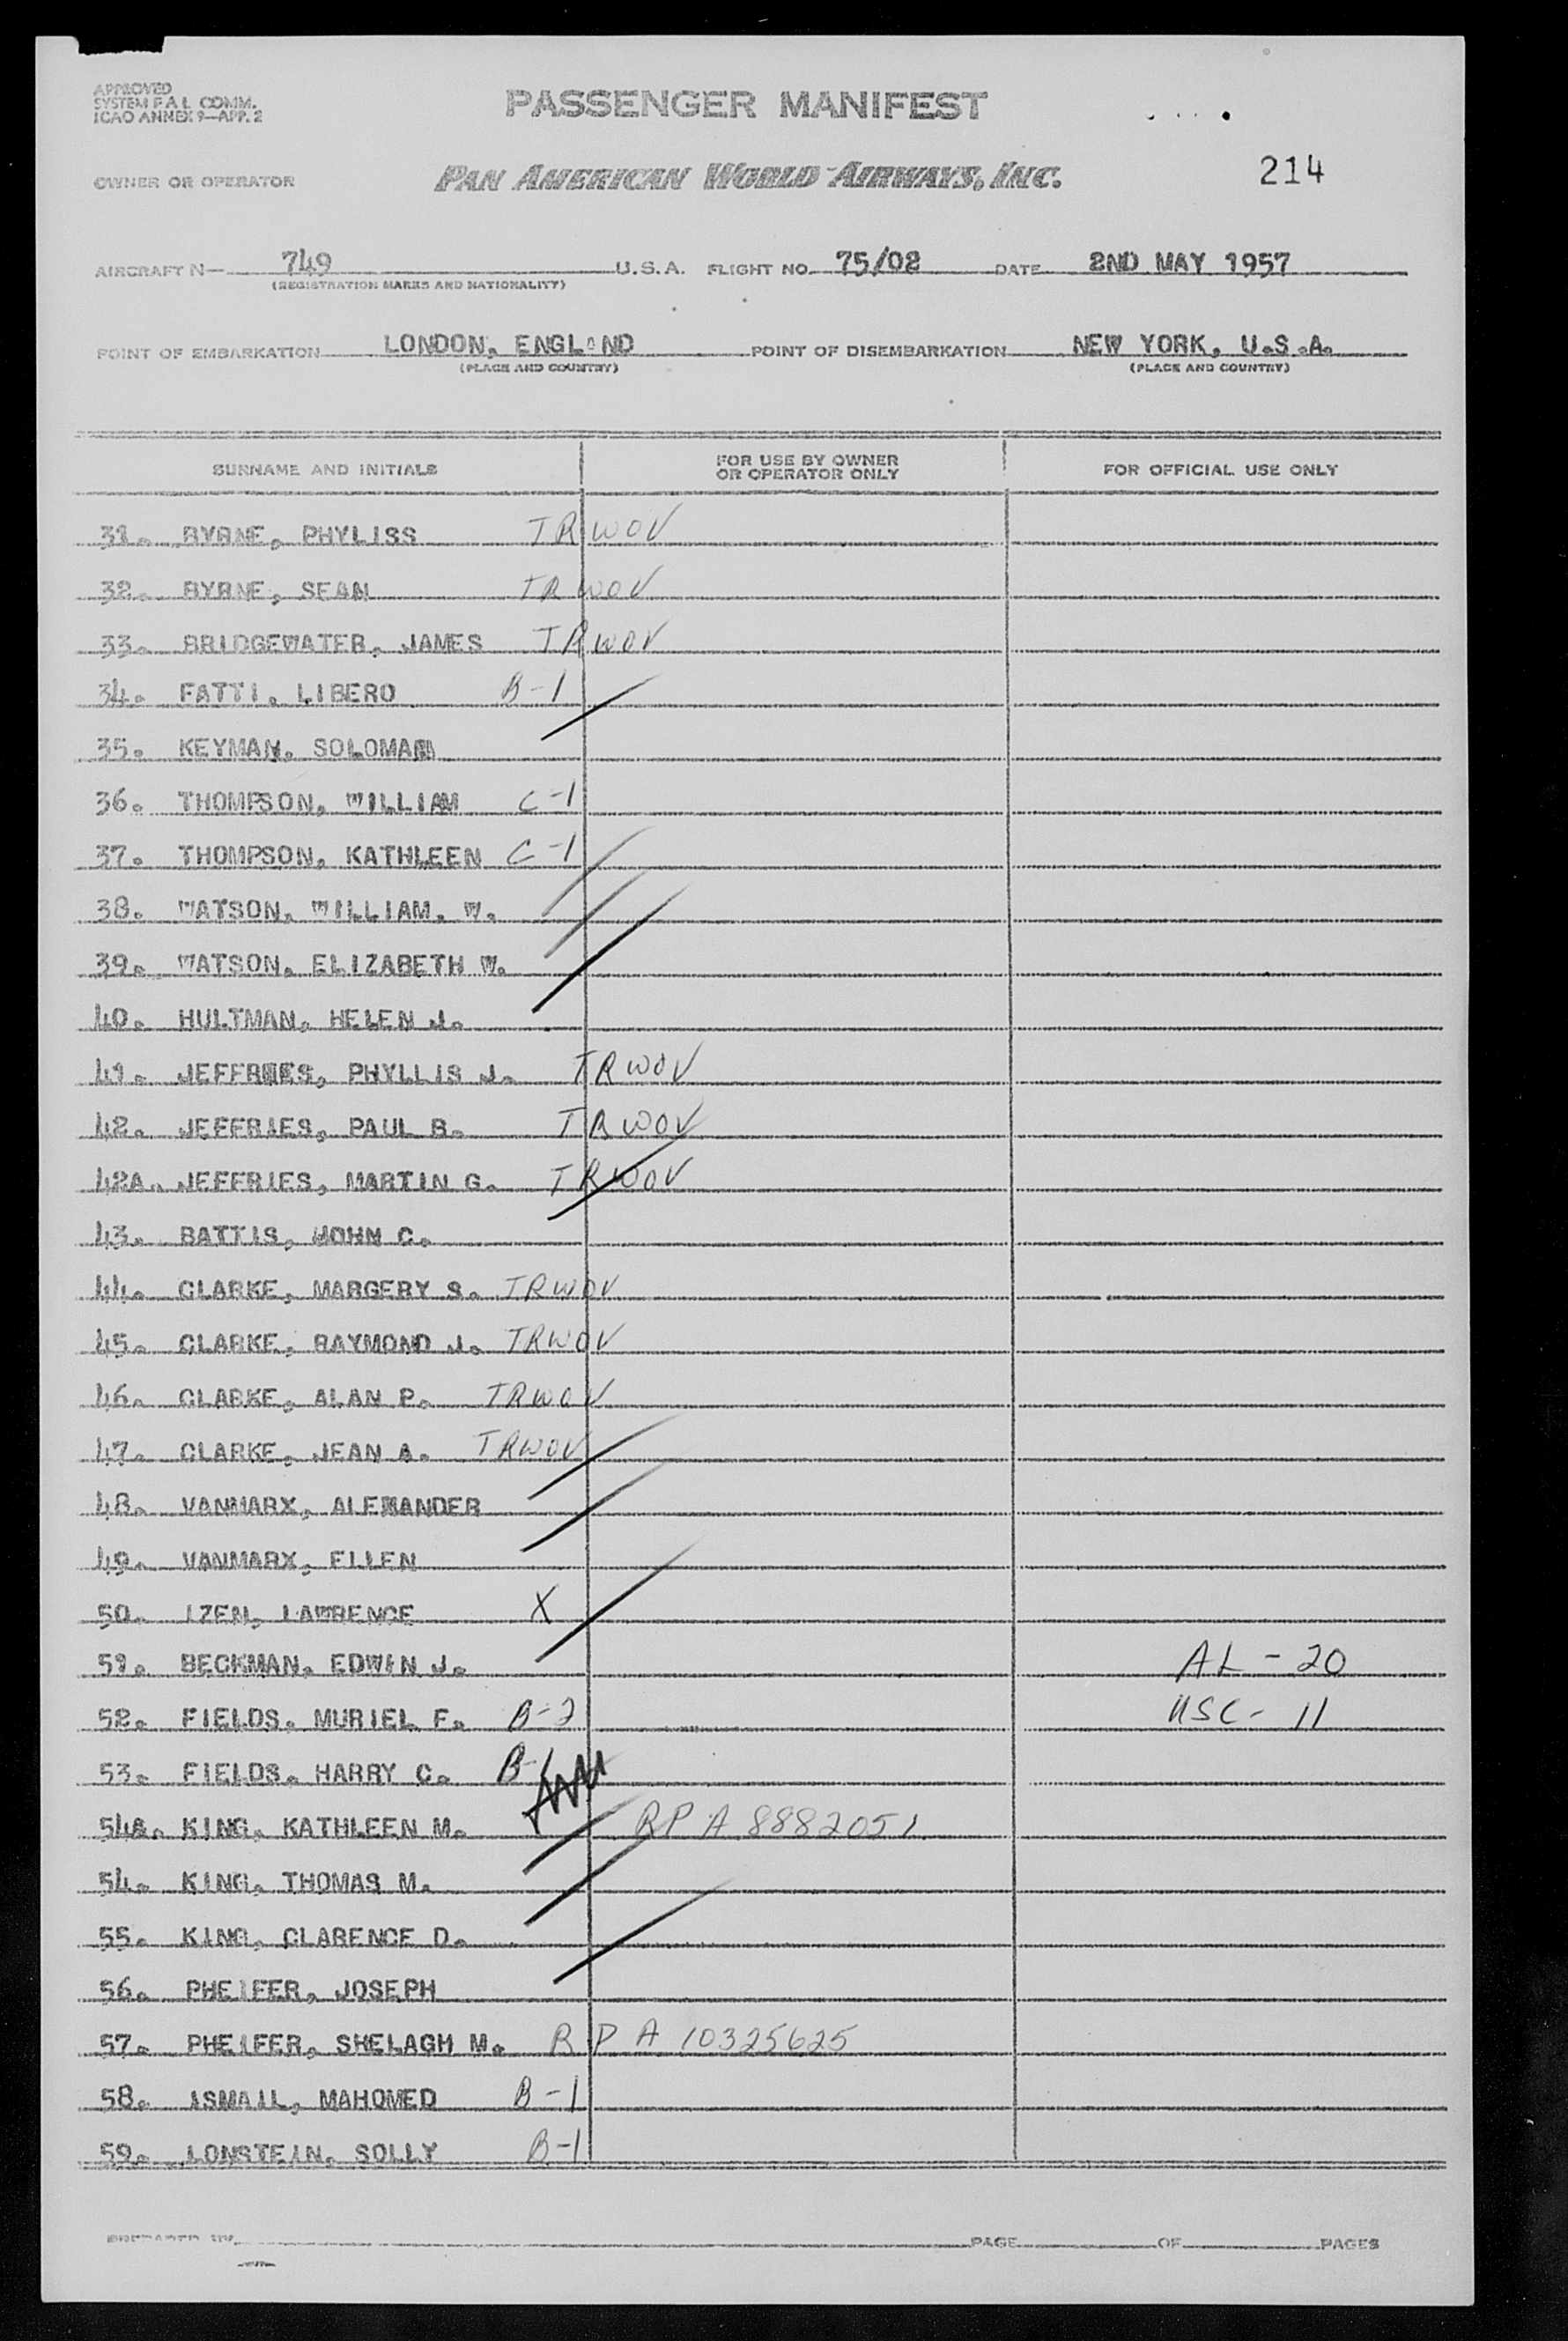 APPROVED
SYSTEM F A L COMM.
ICAO ANNEX 9—APP. 2
PASSENGER MANIFEST
OWNER OR OPERATOR PAN AMERICAN WORLD AIRWAYS, INC. 214
AIRCRAFT N— 749 U.S.A. FLIGHT NO. 75/02 DATE 2ND MAY 1957
(REGISTRATION MARKS AND NATIONALITY)
POINT OF EMBARKATION LONDON, ENGLAND POINT OF DISEMBARKATION NEW YORK, U.S.A.
(PLACE AND COUNTRY) (PLACE AND COUNTRY)
SURNAME AND INITIALS FOR USE BY OWNER OR OPERATOR ONLY FOR OFFICIAL USE ONLY
31. BYRNE, PHYLISS TRWOV
32. BYRNE, SEAN TRWOV
33. BRIDGEWATER, JAMES TRWOV
34. FATTI, LIBERO B-1
35. KEYMAN, SOLOMAN
36. THOMPSON, WILLIAM C-1
37. THOMPSON, KATHLEEN C-1
38. WATSON, WILLIAM. W.
39. WATSON, ELIZABETH W.
40. HULTMAN, HELEN J.
41. JEFFRIES, PHYLLIS J. TRWOV
42. JEFFRIES, PAUL B. TRWOV
42A. JEFFRIES, MARTIN G. TRWOV
43. BATTIS, JOHN C.
44. CLARKE, MARGERY S. TRWOV
45. CLARKE, RAYMOND J. TRWOV
46. CLARKE, ALAN P. TRWOV
47. CLARKE, JEAN A. TRWOV
48. VANMARX, ALEXANDER
49. VANMARX, ELLEN
50. IZEN, LAWRENCE X
51. BECKMAN, EDWIN J. AL - 20
52. FIELDS, MURIEL F. B-2 USC - 11
53. FIELDS, HARRY C. B-1
54A. KING, KATHLEEN M. RP A 8882051
54. KING, THOMAS M.
55. KING, CLARENCE D.
56. PHEIFER, JOSEPH
57. PHEIFER, SHELAGH M. RP A 10325625
58. ISMAIL, MAHOMED B-1
59. LONSTEIN, SOLLY B-1
PREPARED BY PAGE OF PAGES